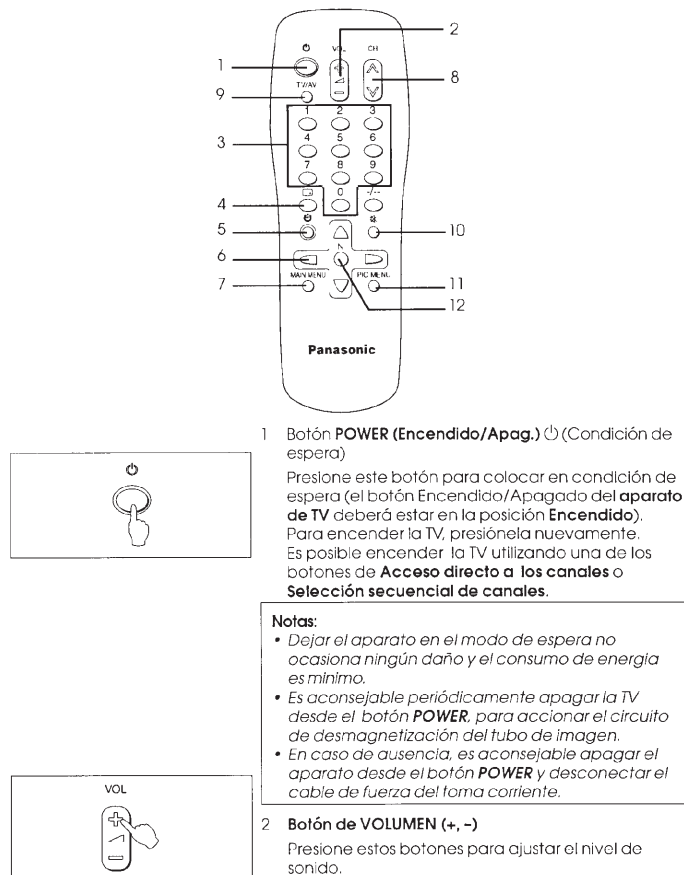 2
⏻ VOL CH
1
8
TV/AV
9
1 2 3
3
4 5 6
7 8 9
4
0 -/--
5
10
N
6
MAIN MENU PIC MENU
7
11
12
Panasonic
1 Botón POWER (Encendido/Apag.) ⏻ (Condición de
espera)
Presione este botón para colocar en condición de
espera (el botón Encendido/Apagado del aparato
de TV deberá estar en la posición Encendido).
Para encender la TV, presiónela nuevamente.
Es posible encender la TV utilizando una de los
botones de Acceso directo a los canales o
Selección secuencial de canales.
Notas:
• Dejar el aparato en el modo de espera no
ocasiona ningún daño y el consumo de energia
es minimo.
• Es aconsejable periódicamente apagar la TV
desde el botón POWER, para accionar el circuito
de desmagnetización del tubo de imagen.
• En caso de ausencia, es aconsejable apagar el
aparato desde el botón POWER y desconectar el
cable de fuerza del toma corriente.
VOL
+
–
2 Botón de VOLUMEN (+, –)
Presione estos botones para ajustar el nivel de
sonido.